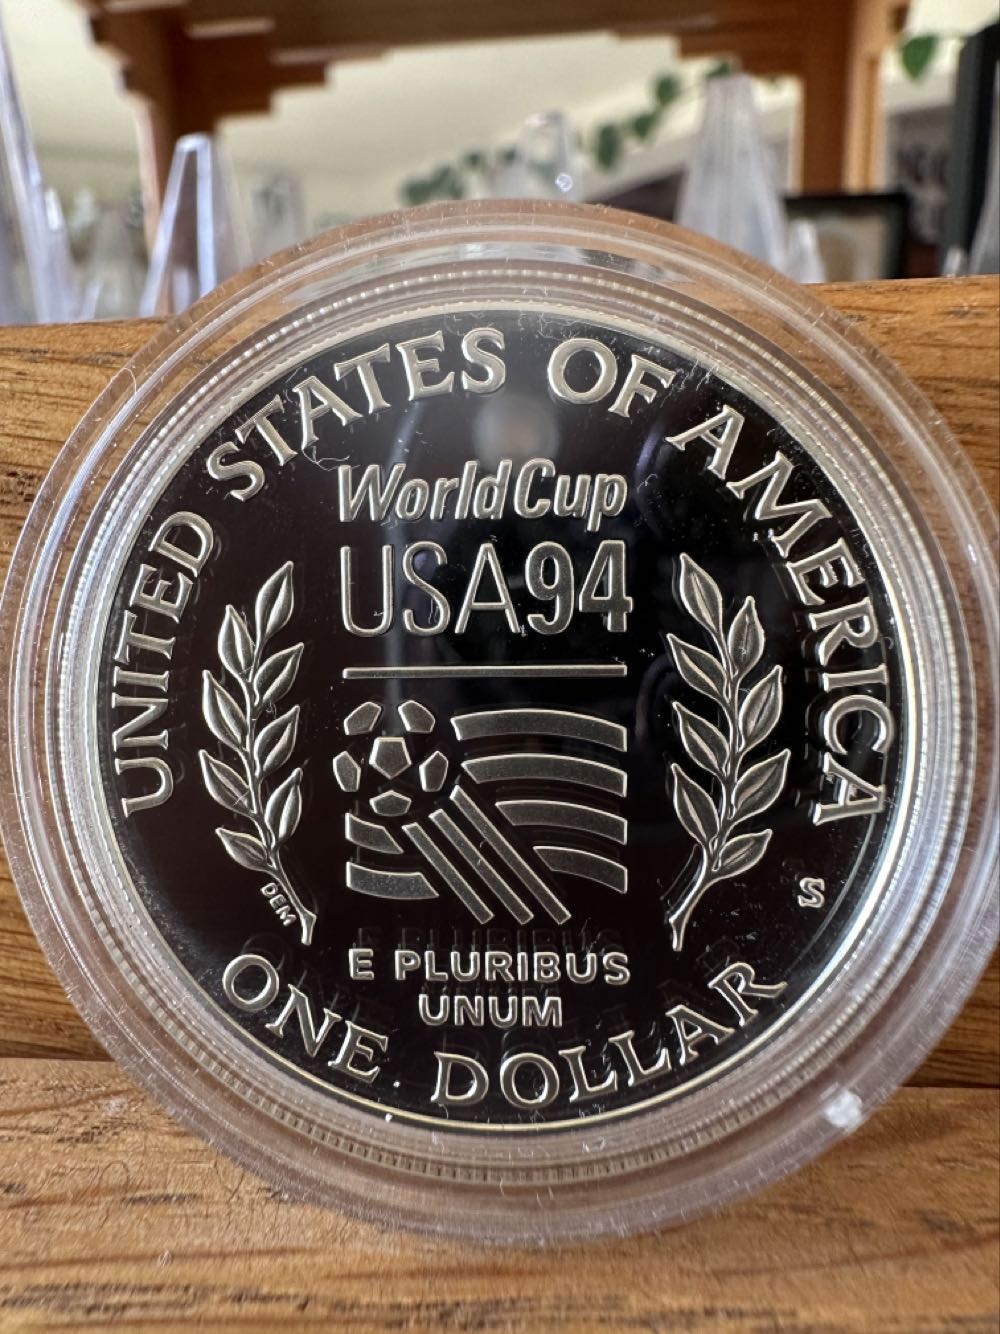 UNITED STATES OF AMERICA
WorldCup
USA94
DEM
S
E PLURIBUS
UNUM
ONE DOLLAR